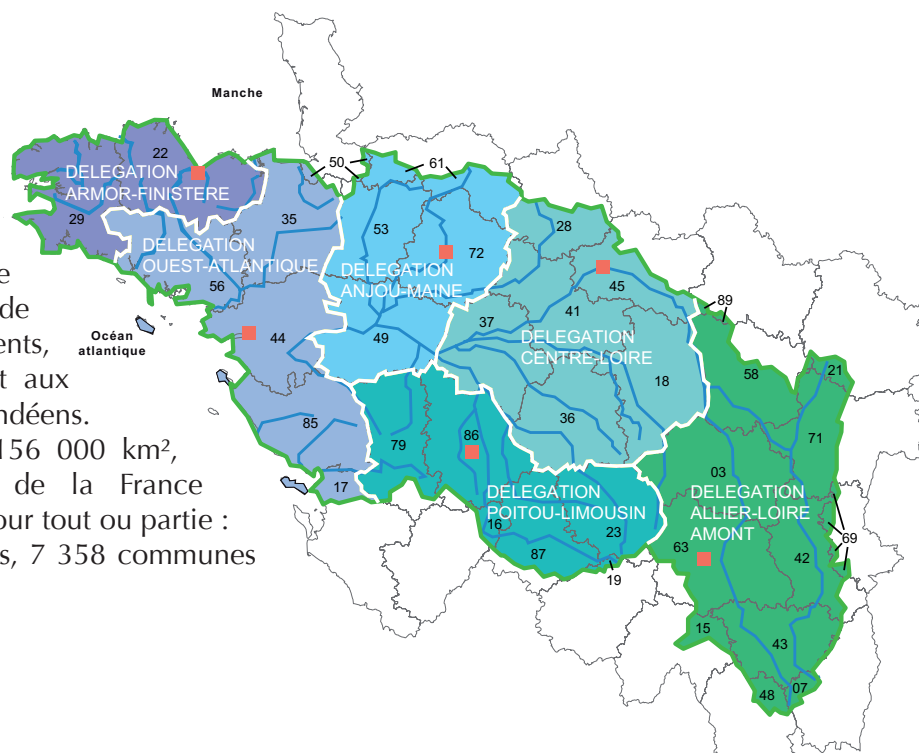 Manche
22
50
61
DELEGATION
ARMOR-FINISTERE
29
35
53
28
DELEGATION
OUEST-ATLANTIQUE
72
DELEGATION
ANJOU-MAINE
56
45
89
e
de
ents,
t aux
ndéens.
156 000 km²,
de la France
our tout ou partie :
s, 7 358 communes
Océan
atlantique
44
49
37
41
DELEGATION
CENTRE-LOIRE
18
58
21
36
85
79
86
71
17
03
DELEGATION
POITOU-LIMOUSIN
DELEGATION
ALLIER-LOIRE
AMONT
16
23
87
19
63
69
42
15
43
48
07